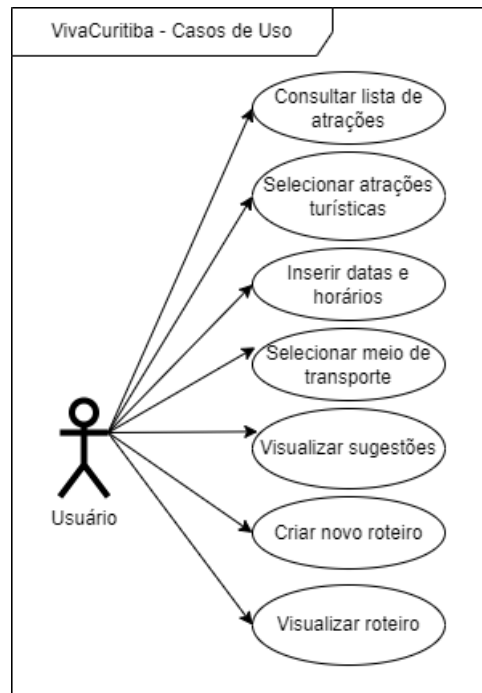 VivaCuritiba - Casos de Uso
Consultar lista de
atrações
Selecionar atrações
turísticas
Inserir datas e
horários
Selecionar meio de
transporte
Visualizar sugestões
Usuário
Criar novo roteiro
Visualizar roteiro